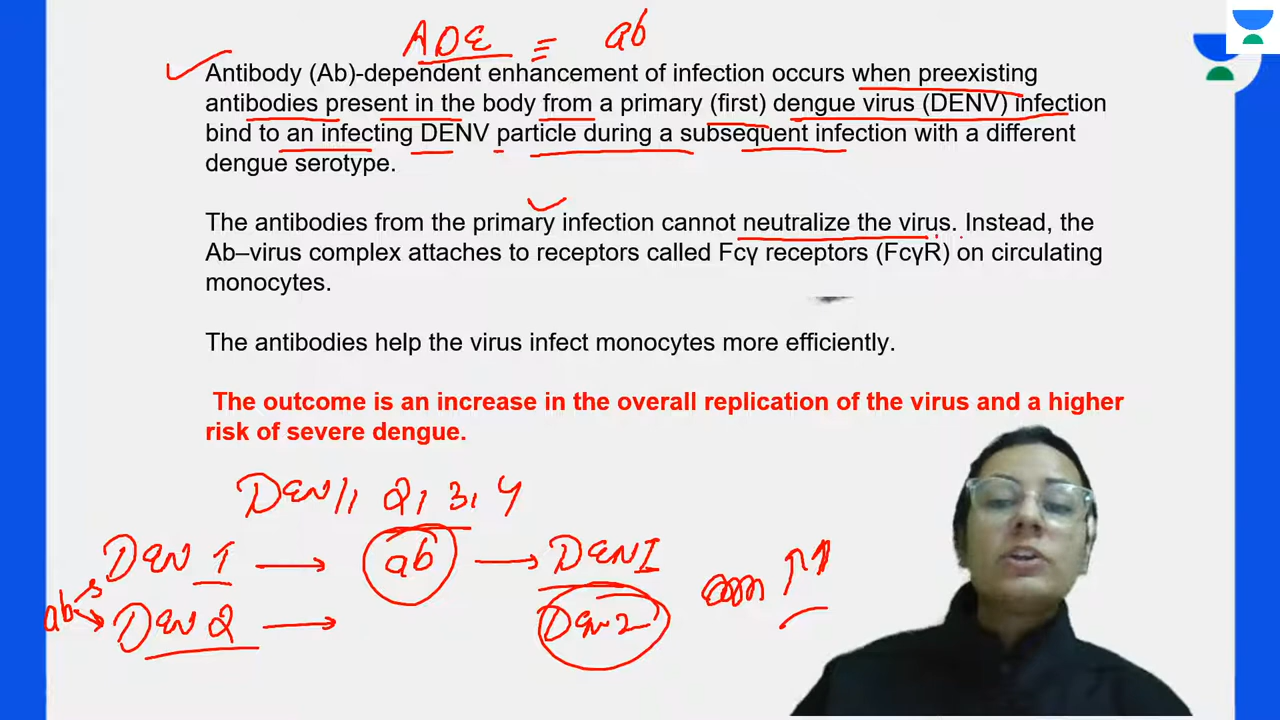 ADE ≡ ab
Antibody (Ab)-dependent enhancement of infection occurs when preexisting
antibodies present in the body from a primary (first) dengue virus (DENV) infection
bind to an infecting DENV particle during a subsequent infection with a different
dengue serotype.
The antibodies from the primary infection cannot neutralize the virus. Instead, the
Ab–virus complex attaches to receptors called Fcγ receptors (FcγR) on circulating
monocytes.
The antibodies help the virus infect monocytes more efficiently.
The outcome is an increase in the overall replication of the virus and a higher
risk of severe dengue.
DEN1, 2, 3, 4
DEN 1 → ab → DEN1 ↑↑
ab DEN 2 → Den 2